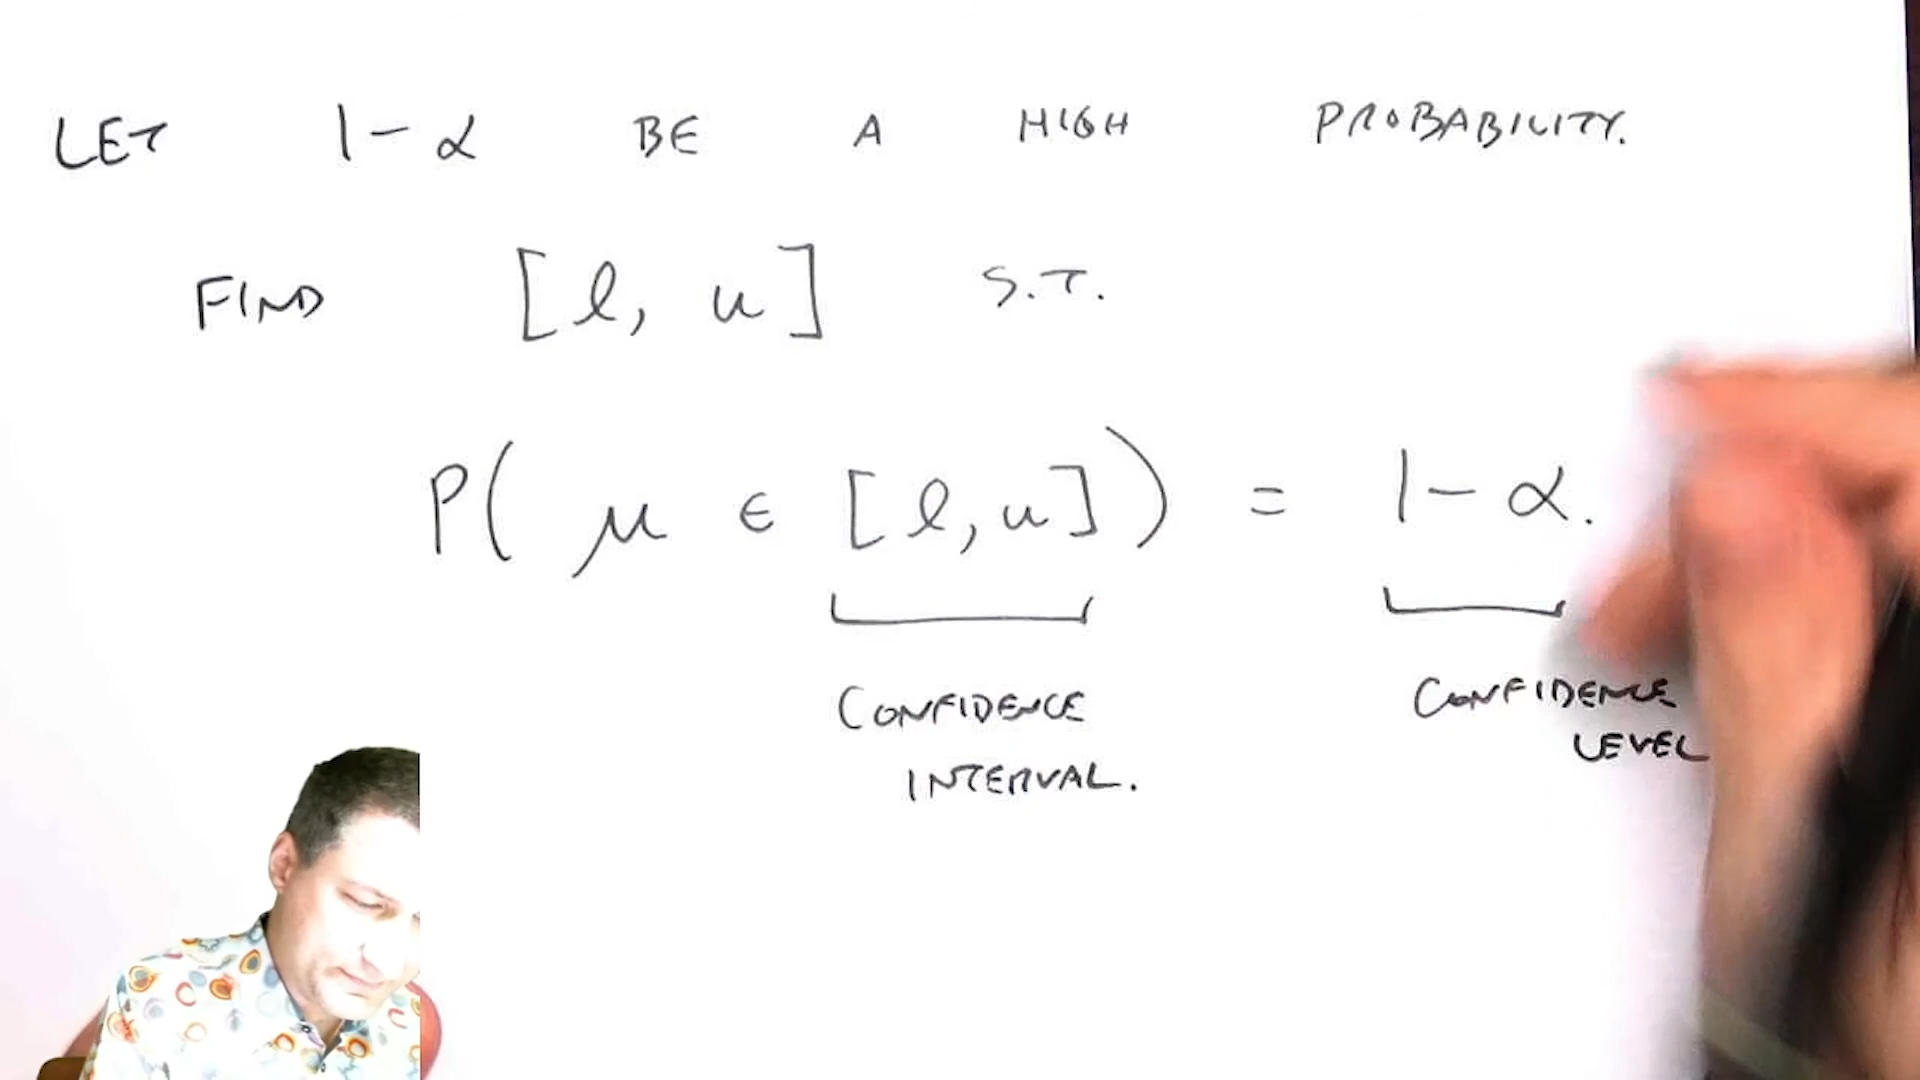 LET 1-α BE A HIGH PROBABILITY.
FIND [l, u] S.T.
P( μ ∈ [l,u]) = 1-α.
CONFIDENCE INTERVAL.
CONFIDENCE LEVEL